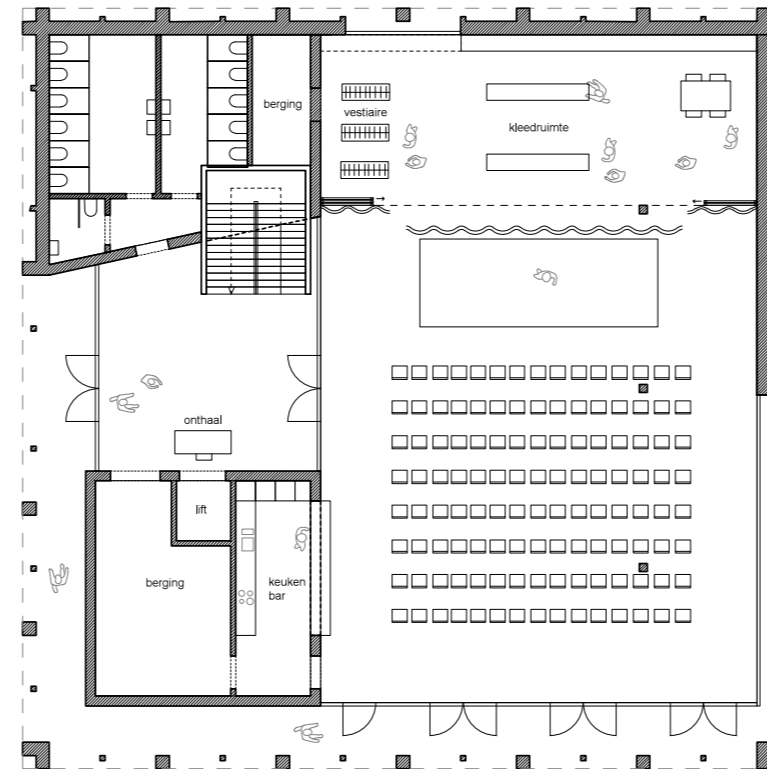 berging
vestiaire
kleedruimte
onthaal
lift
berging
keuken
bar